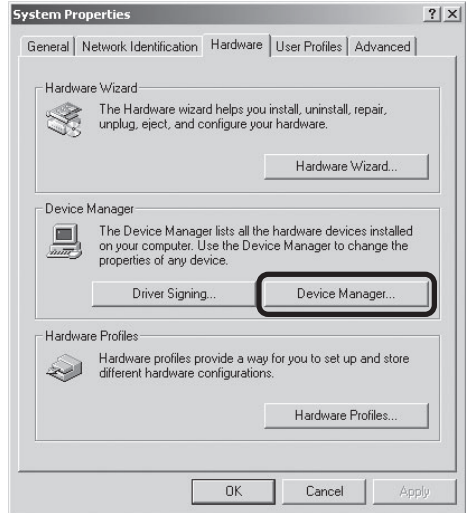 System Properties
? ×
General
Network Identification
Hardware
User Profiles
Advanced
Hardware Wizard
The Hardware wizard helps you install, uninstall, repair,
unplug, eject, and configure your hardware.
Hardware Wizard...
Device Manager
The Device Manager lists all the hardware devices installed
on your computer. Use the Device Manager to change the
properties of any device.
Driver Signing...
Device Manager...
Hardware Profiles
Hardware profiles provide a way for you to set up and store
different hardware configurations.
Hardware Profiles...
OK
Cancel
Apply